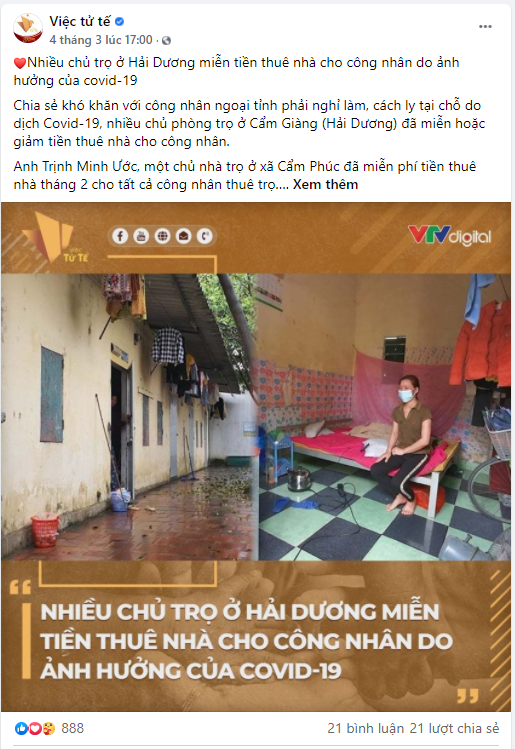 Việc tử tế
4 tháng 3 lúc 17:00 ·
Nhiều chủ trọ ở Hải Dương miễn tiền thuê nhà cho công nhân do ảnh
hưởng của covid-19
Chia sẻ khó khăn với công nhân ngoại tỉnh phải nghỉ làm, cách ly tại chỗ do
dịch Covid-19, nhiều chủ phòng trọ ở Cẩm Giàng (Hải Dương) đã miễn hoặc
giảm tiền thuê nhà cho công nhân.
Anh Trịnh Minh Ước, một chủ nhà trọ ở xã Cẩm Phúc đã miễn phí tiền thuê
nhà tháng 2 cho tất cả công nhân thuê trọ.... Xem thêm
VIỆC
TỬ TẾ
VTVdigital
NHIỀU CHỦ TRỌ Ở HẢI DƯƠNG MIỄN
TIỀN THUÊ NHÀ CHO CÔNG NHÂN DO
ẢNH HƯỞNG CỦA COVID-19
888
21 bình luận 21 lượt chia sẻ